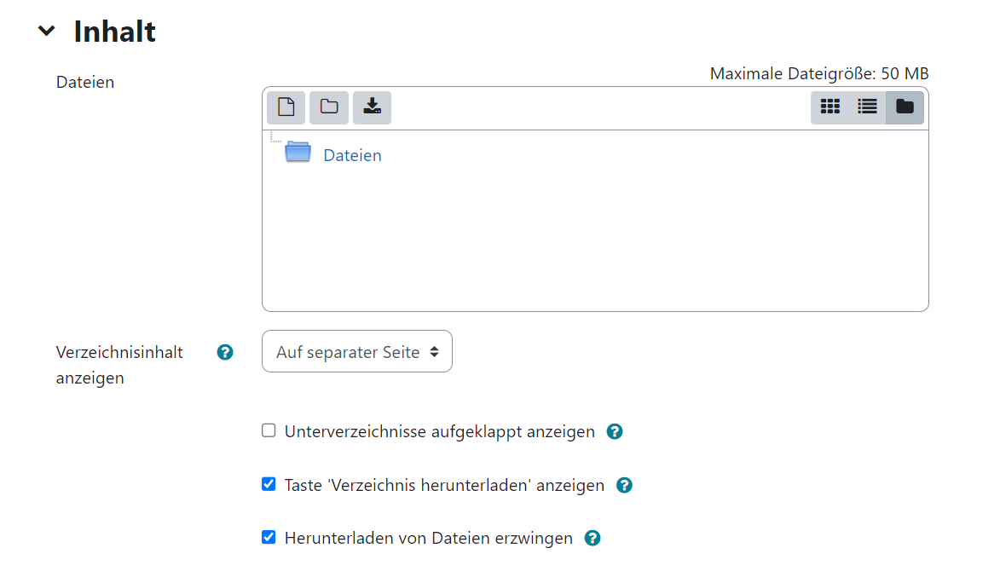 Inhalt
Dateien
Maximale Dateigröße: 50 MB
Dateien
Verzeichnisinhalt
anzeigen
Auf separater Seite
Unterverzeichnisse aufgeklappt anzeigen
Taste 'Verzeichnis herunterladen' anzeigen
Herunterladen von Dateien erzwingen